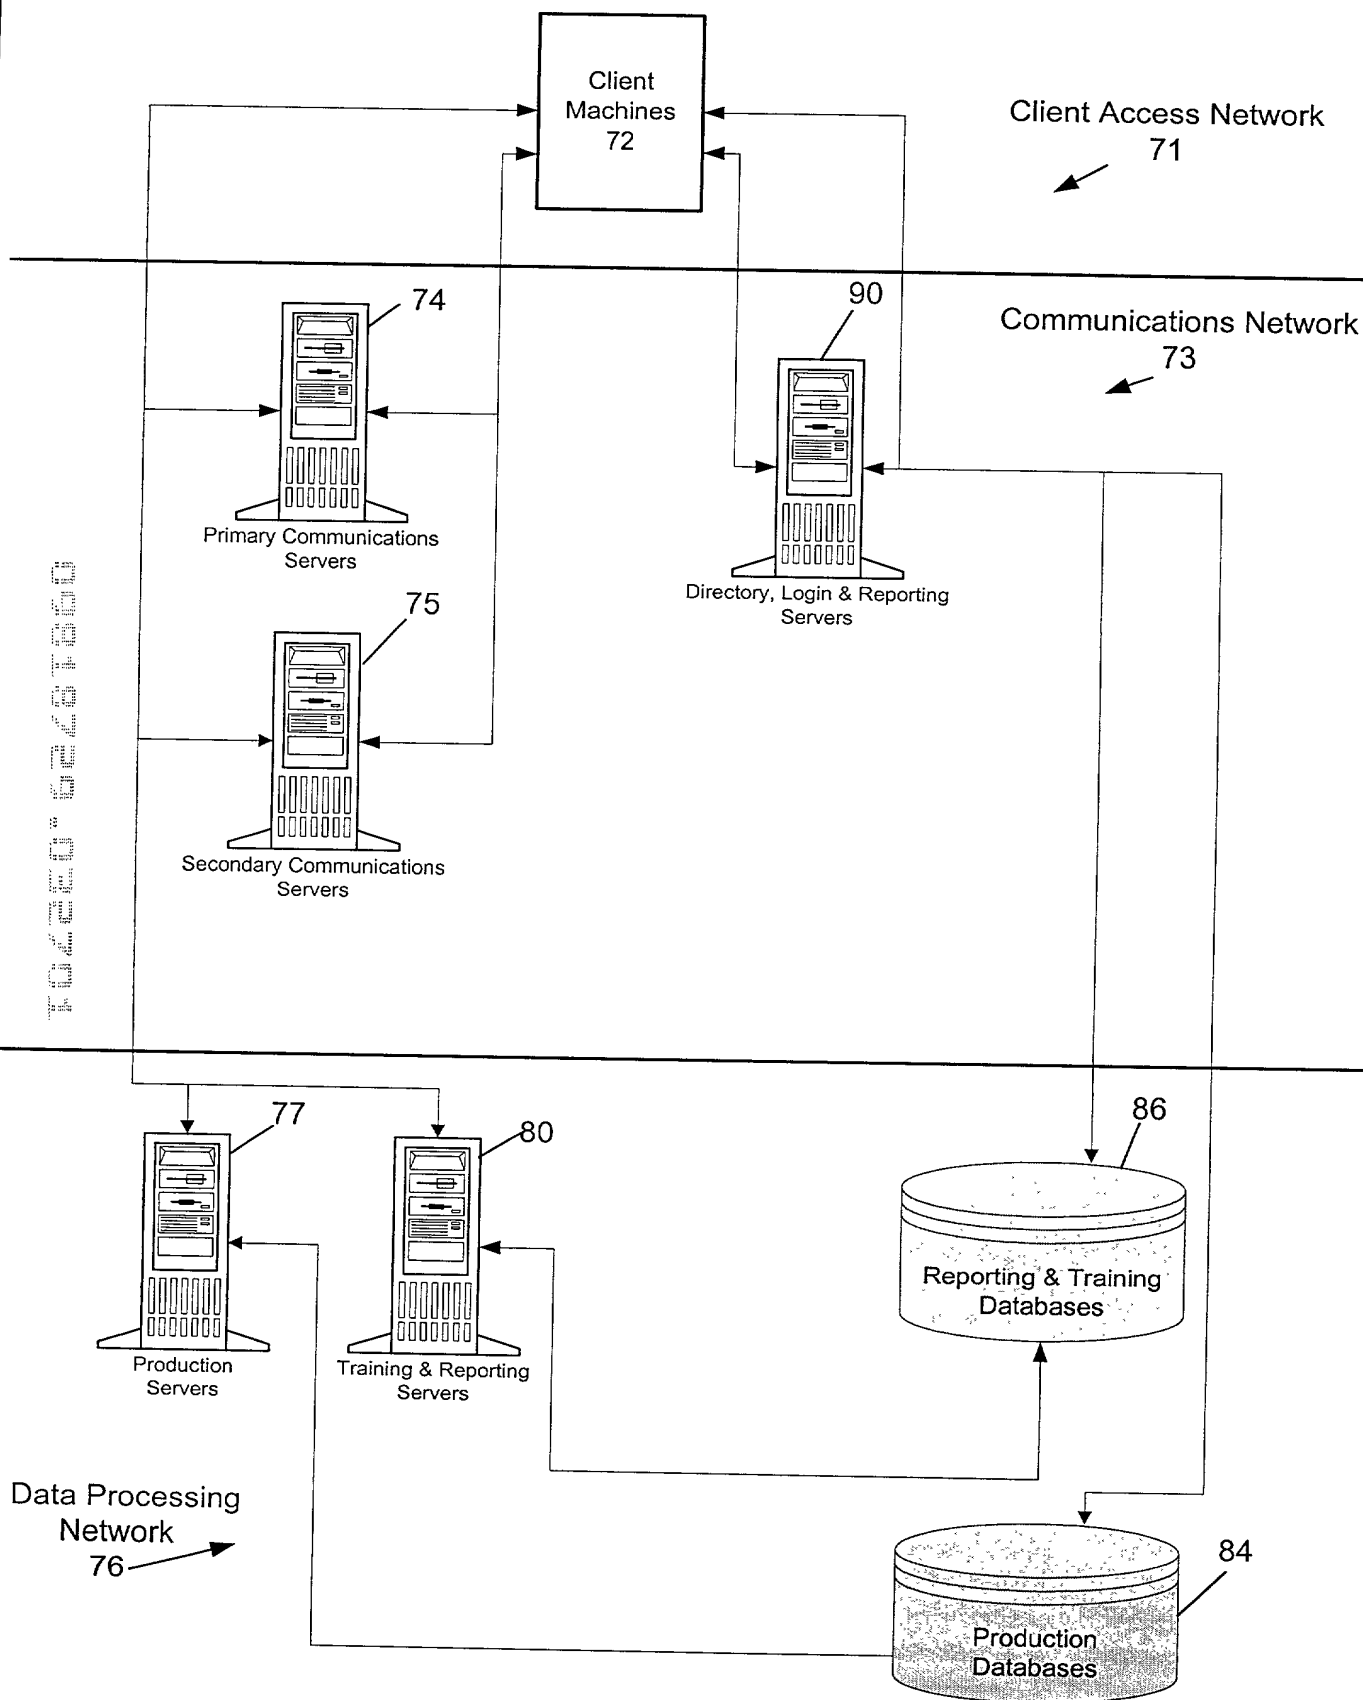 Client
Machines
72
Client Access Network
71
74
90
Communications Network
73
Primary Communications
Servers
75
Directory, Login & Reporting
Servers
Secondary Communications
Servers
77
80
86
Reporting & Training
Databases
Production
Servers
Training & Reporting
Servers
Data Processing
Network
76
84
Production
Databases